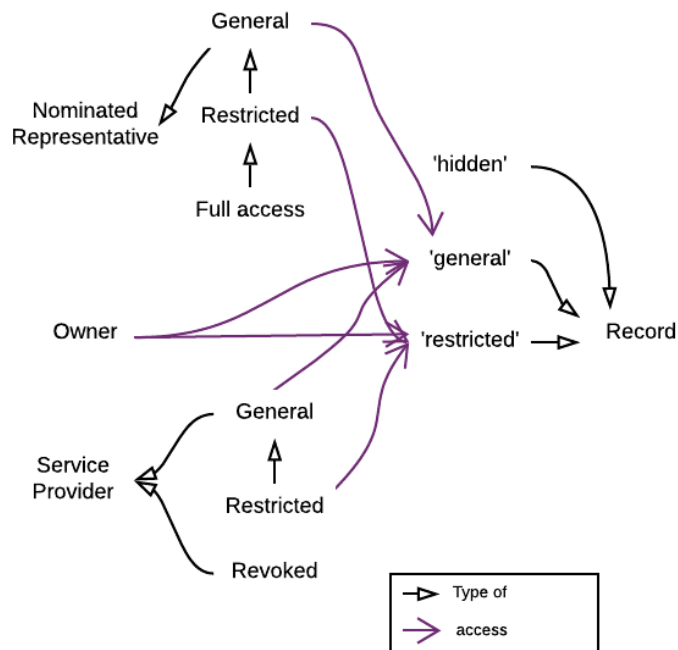 General
Nominated
Representative
Restricted
Full access
'hidden'
'general'
Owner
'restricted'
Record
General
Service
Provider
Restricted
Revoked
Type of
access